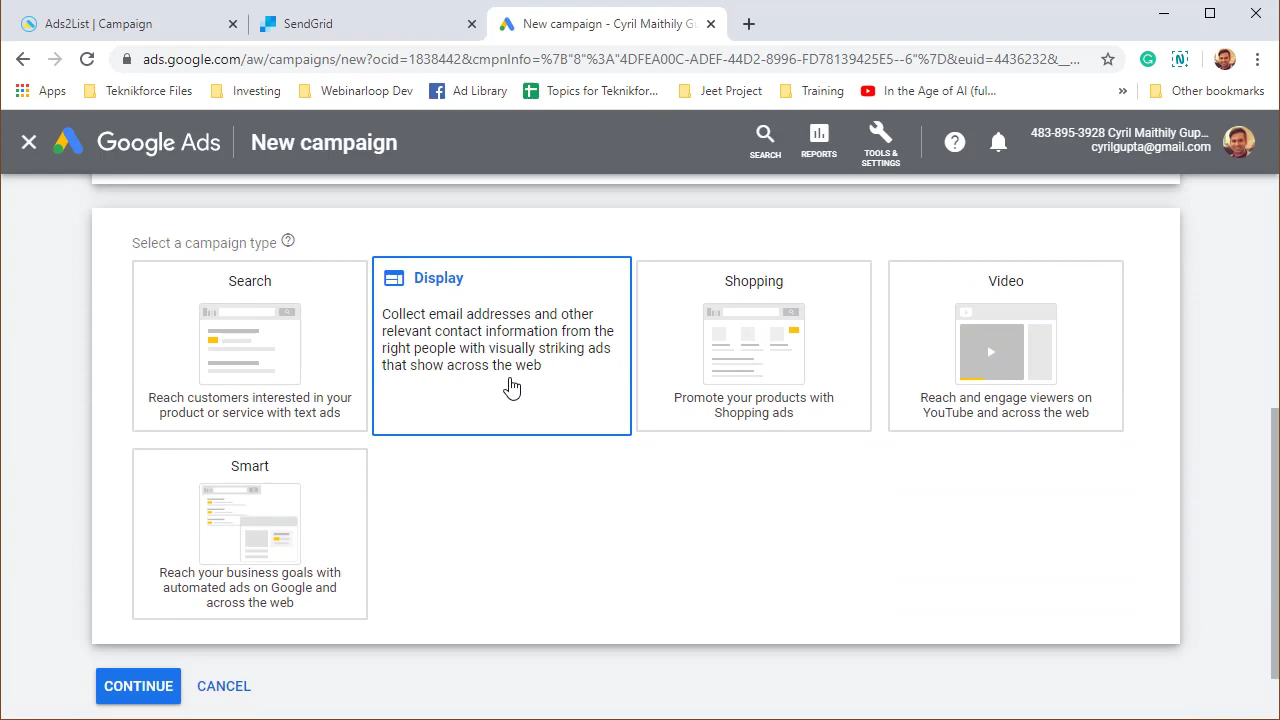 Ads2List | Campaign
SendGrid
New campaign - Cyril Maithily Gu
ads.google.com/aw/campaigns/new?ocid=1838442&cmpnInfo=%7B"8"%3A"4DFEA00C-ADEF-44D2-8996-FD78139425E5--6"%7D&euid=4436232&__...
Apps
Teknikforce Files
Investing
Webinarloop Dev
Ad Library
Topics for Teknikfor...
Jeet Project
Training
In the Age of AI (ful...
»
Other bookmarks
Google Ads
New campaign
SEARCH
REPORTS
TOOLS &
SETTINGS
483-895-3928 Cyril Maithily Gup...
cyrilgupta@gmail.com
Select a campaign type
Search
Reach customers interested in your
product or service with text ads
Display
Collect email addresses and other
relevant contact information from the
right people with visually striking ads
that show across the web
Shopping
Promote your products with
Shopping ads
Video
Reach and engage viewers on
YouTube and across the web
Smart
Reach your business goals with
automated ads on Google and
across the web
CONTINUE
CANCEL